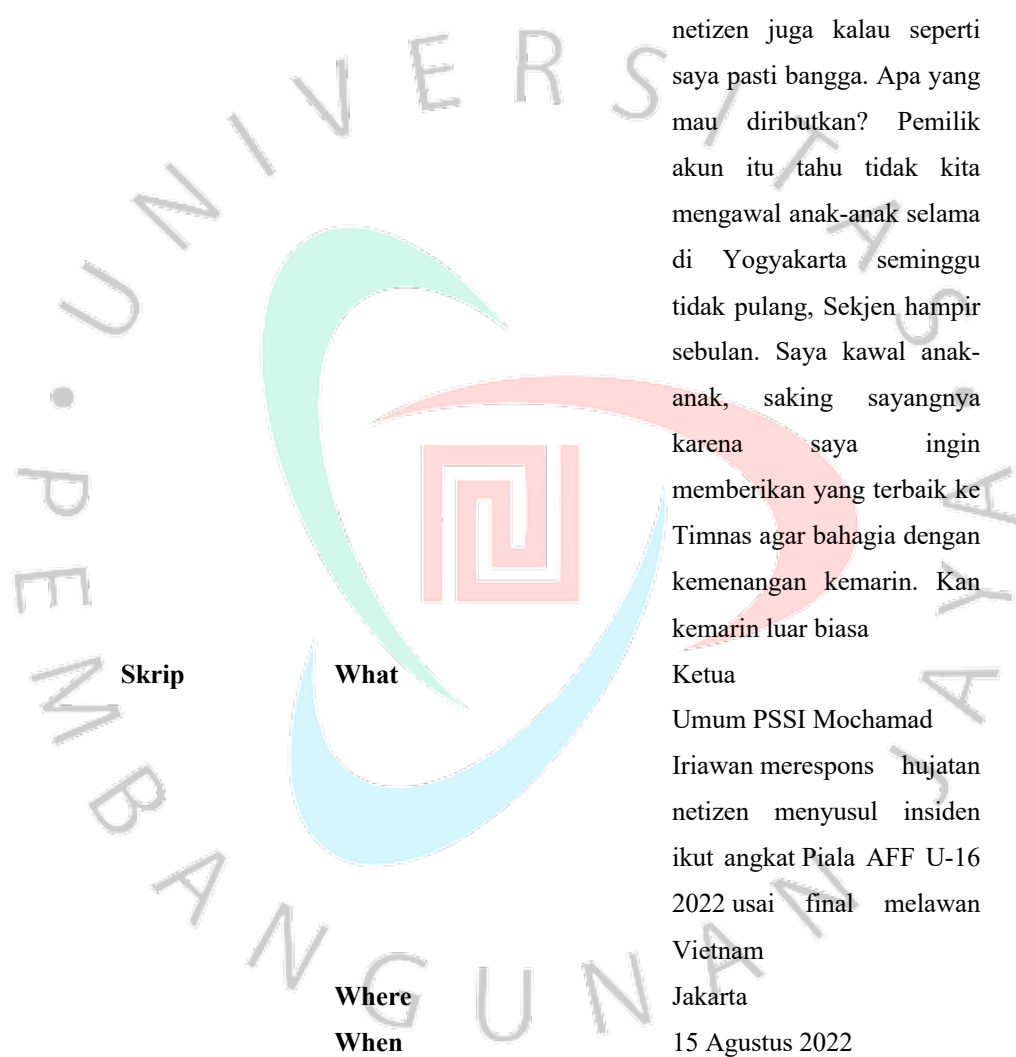 netizen juga kalau seperti
saya pasti bangga. Apa yang
mau diributkan? Pemilik
akun itu tahu tidak kita
mengawal anak-anak selama
di Yogyakarta seminggu
tidak pulang, Sekjen hampir
sebulan. Saya kawal anak-
anak, saking sayangnya
karena saya ingin
memberikan yang terbaik ke
Timnas agar bahagia dengan
kemenangan kemarin. Kan
kemarin luar biasa
Skrip What Ketua
Umum PSSI Mochamad
Iriawan merespons hujatan
netizen menyusul insiden
ikut angkat Piala AFF U-16
2022 usai final melawan
Vietnam
Where Jakarta
When 15 Agustus 2022
UNIVERSITAS PEMBANGUNAN JAYA